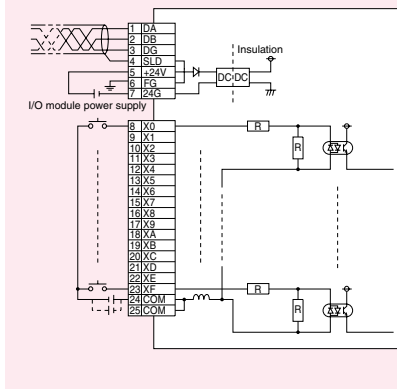 1 DA
2 DB
3 DG
4 SLD
5 +24V
6 FG
7 24G
Insulation
DC DC
I/O module power supply
8 X0
9 X1
10 X2
11 X3
12 X4
13 X5
14 X6
15 X7
16 X8
17 X9
18 XA
19 XB
20 XC
21 XD
22 XE
23 XF
24 COM
25 COM
R
R
R
R